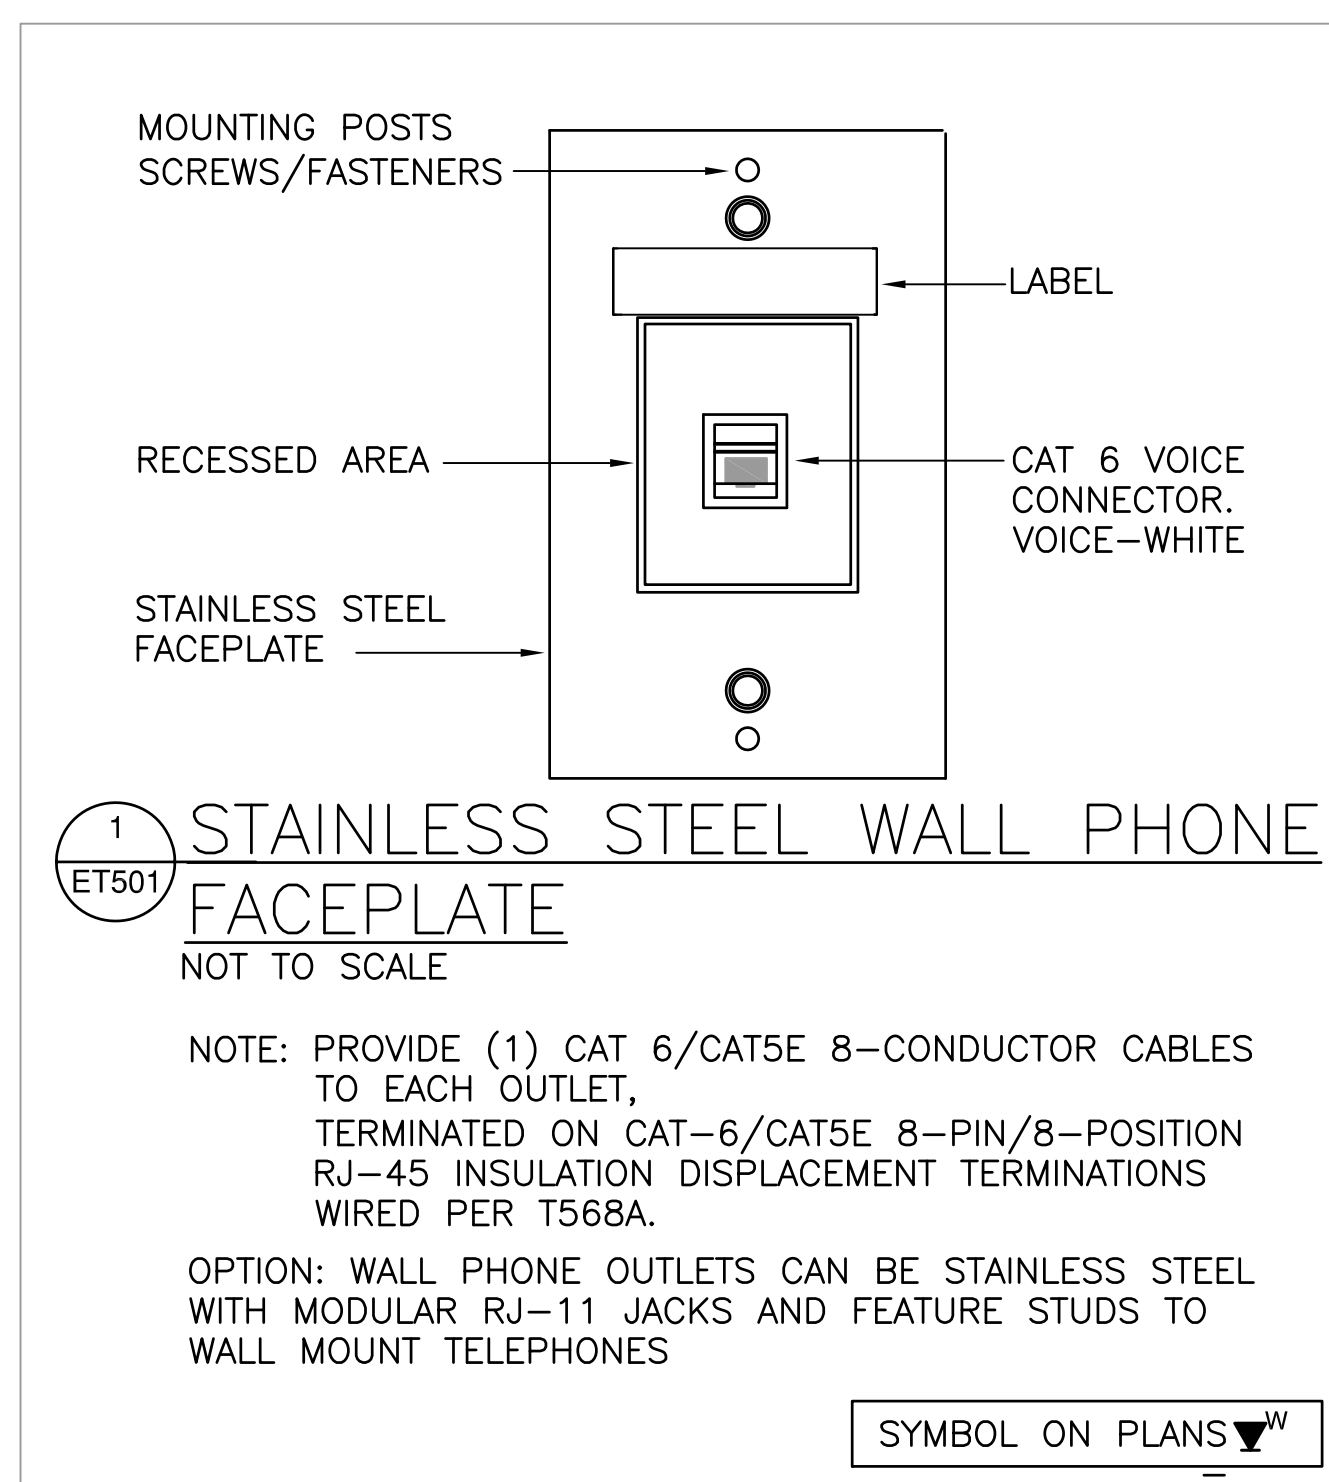 MOUNTING POSTS
SCREWS/FASTENERS
LABEL
RECESSED AREA
CAT 6 VOICE
CONNECTOR.
VOICE-WHITE
STAINLESS STEEL
FACEPLATE
1
ET501
STAINLESS STEEL WALL PHONE
FACEPLATE
NOT TO SCALE
NOTE: PROVIDE (1) CAT 6/CAT5E 8-CONDUCTOR CABLES
TO EACH OUTLET,
TERMINATED ON CAT-6/CAT5E 8-PIN/8-POSITION
RJ-45 INSULATION DISPLACEMENT TERMINATIONS
WIRED PER T568A.
OPTION: WALL PHONE OUTLETS CAN BE STAINLESS STEEL
WITH MODULAR RJ-11 JACKS AND FEATURE STUDS TO
WALL MOUNT TELEPHONES
SYMBOL ON PLANS W